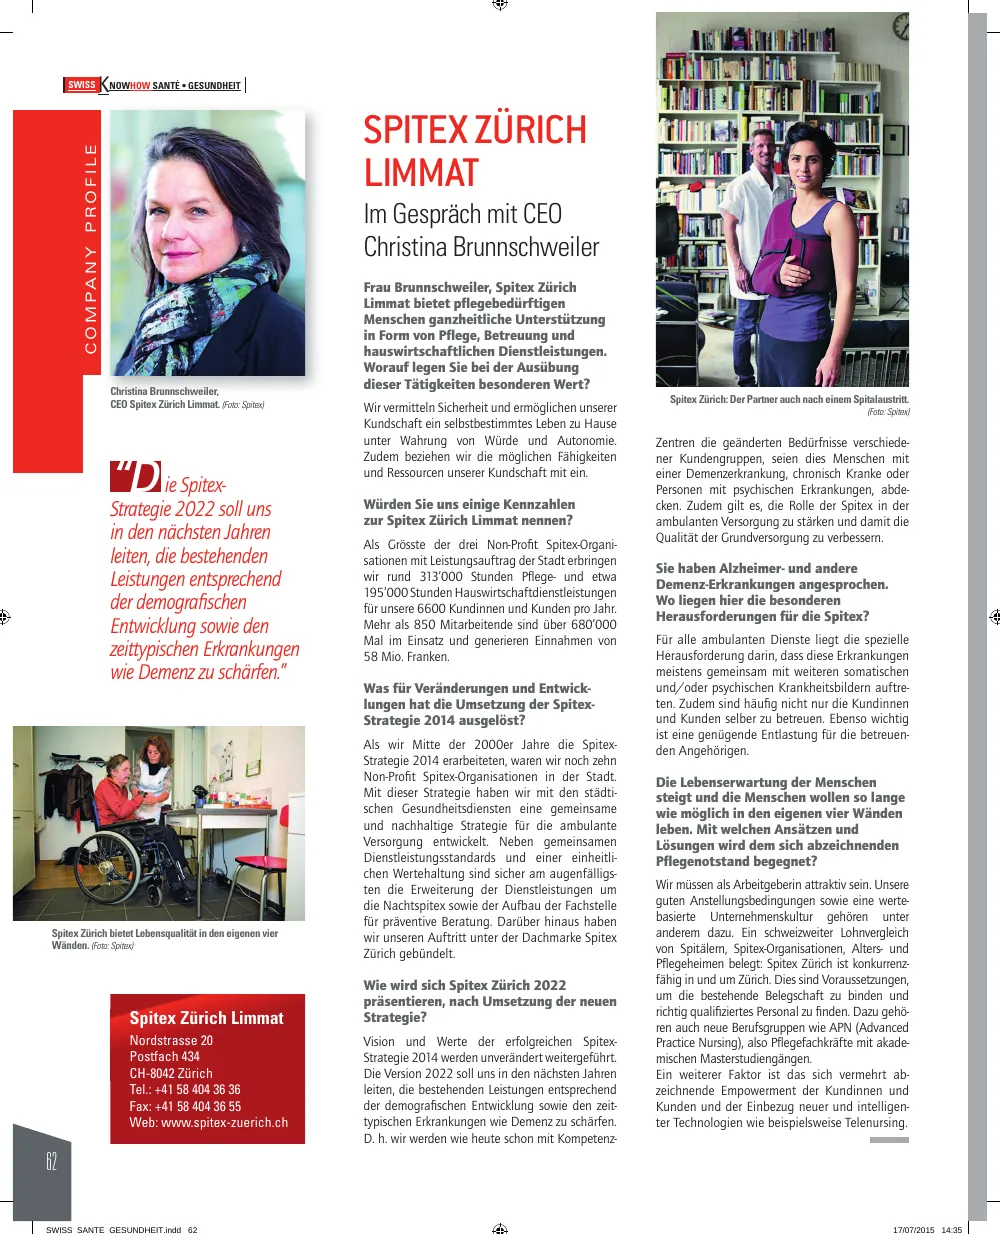 SWISS KNOWHOW SANTÉ • GESUNDHEIT
COMPANY PROFILE
Christina Brunnschweiler,
CEO Spitex Zürich Limmat. (Foto: Spitex)
“Die Spitex-
Strategie 2022 soll uns
in den nächsten Jahren
leiten, die bestehenden
Leistungen entsprechend
der demografischen
Entwicklung sowie den
zeittypischen Erkrankungen
wie Demenz zu schärfen.”
Spitex Zürich bietet Lebensqualität in den eigenen vier
Wänden. (Foto: Spitex)
Spitex Zürich Limmat
Nordstrasse 20
Postfach 434
CH-8042 Zürich
Tel.: +41 58 404 36 36
Fax: +41 58 404 36 55
Web: www.spitex-zuerich.ch
62
SPITEX ZÜRICH
LIMMAT
Im Gespräch mit CEO
Christina Brunnschweiler
Frau Brunnschweiler, Spitex Zürich
Limmat bietet pflegebedürftigen
Menschen ganzheitliche Unterstützung
in Form von Pflege, Betreuung und
hauswirtschaftlichen Dienstleistungen.
Worauf legen Sie bei der Ausübung
dieser Tätigkeiten besonderen Wert?
Wir vermitteln Sicherheit und ermöglichen unserer
Kundschaft ein selbstbestimmtes Leben zu Hause
unter Wahrung von Würde und Autonomie.
Zudem beziehen wir die möglichen Fähigkeiten
und Ressourcen unserer Kundschaft mit ein.
Würden Sie uns einige Kennzahlen
zur Spitex Zürich Limmat nennen?
Als Grösste der drei Non-Profit Spitex-Organi-
sationen mit Leistungsauftrag der Stadt erbringen
wir rund 313’000 Stunden Pflege- und etwa
195’000 Stunden Hauswirtschaftdienstleistungen
für unsere 6600 Kundinnen und Kunden pro Jahr.
Mehr als 850 Mitarbeitende sind über 680’000
Mal im Einsatz und generieren Einnahmen von
58 Mio. Franken.
Was für Veränderungen und Entwick-
lungen hat die Umsetzung der Spitex-
Strategie 2014 ausgelöst?
Als wir Mitte der 2000er Jahre die Spitex-
Strategie 2014 erarbeiteten, waren wir noch zehn
Non-Profit Spitex-Organisationen in der Stadt.
Mit dieser Strategie haben wir mit den städti-
schen Gesundheitsdiensten eine gemeinsame
und nachhaltige Strategie für die ambulante
Versorgung entwickelt. Neben gemeinsamen
Dienstleistungsstandards und einer einheitli-
chen Wertehaltung sind sicher am augenfälligs-
ten die Erweiterung der Dienstleistungen um
die Nachtspitex sowie der Aufbau der Fachstelle
für präventive Beratung. Darüber hinaus haben
wir unseren Auftritt unter der Dachmarke Spitex
Zürich gebündelt.
Wie wird sich Spitex Zürich 2022
präsentieren, nach Umsetzung der neuen
Strategie?
Vision und Werte der erfolgreichen Spitex-
Strategie 2014 werden unverändert weitergeführt.
Die Version 2022 soll uns in den nächsten Jahren
leiten, die bestehenden Leistungen entsprechend
der demografischen Entwicklung sowie den zeit-
typischen Erkrankungen wie Demenz zu schärfen.
D. h. wir werden wie heute schon mit Kompetenz-
Spitex Zürich: Der Partner auch nach einem Spitalaustritt.
(Foto: Spitex)
Zentren die geänderten Bedürfnisse verschiede-
ner Kundengruppen, seien dies Menschen mit
einer Demenzerkrankung, chronisch Kranke oder
Personen mit psychischen Erkrankungen, abde-
cken. Zudem gilt es, die Rolle der Spitex in der
ambulanten Versorgung zu stärken und damit die
Qualität der Grundversorgung zu verbessern.
Sie haben Alzheimer- und andere
Demenz-Erkrankungen angesprochen.
Wo liegen hier die besonderen
Herausforderungen für die Spitex?
Für alle ambulanten Dienste liegt die spezielle
Herausforderung darin, dass diese Erkrankungen
meistens gemeinsam mit weiteren somatischen
und/oder psychischen Krankheitsbildern auftre-
ten. Zudem sind häufig nicht nur die Kundinnen
und Kunden selber zu betreuen. Ebenso wichtig
ist eine genügende Entlastung für die betreuen-
den Angehörigen.
Die Lebenserwartung der Menschen
steigt und die Menschen wollen so lange
wie möglich in den eigenen vier Wänden
leben. Mit welchen Ansätzen und
Lösungen wird dem sich abzeichnenden
Pflegenotstand begegnet?
Wir müssen als Arbeitgeberin attraktiv sein. Unsere
guten Anstellungsbedingungen sowie eine werte-
basierte Unternehmenskultur gehören unter
anderem dazu. Ein schweizweiter Lohnvergleich
von Spitälern, Spitex-Organisationen, Alters- und
Pflegeheimen belegt: Spitex Zürich ist konkurrenz-
fähig in und um Zürich. Dies sind Voraussetzungen,
um die bestehende Belegschaft zu binden und
richtig qualifiziertes Personal zu finden. Dazu gehö-
ren auch neue Berufsgruppen wie APN (Advanced
Practice Nursing), also Pflegefachkräfte mit akade-
mischen Masterstudiengängen.
Ein weiterer Faktor ist das sich vermehrt ab-
zeichnende Empowerment der Kundinnen und
Kunden und der Einbezug neuer und intelligen-
ter Technologien wie beispielsweise Telenursing.
SWISS_SANTE_GESUNDHEIT.indd 62
17/07/2015 14:35